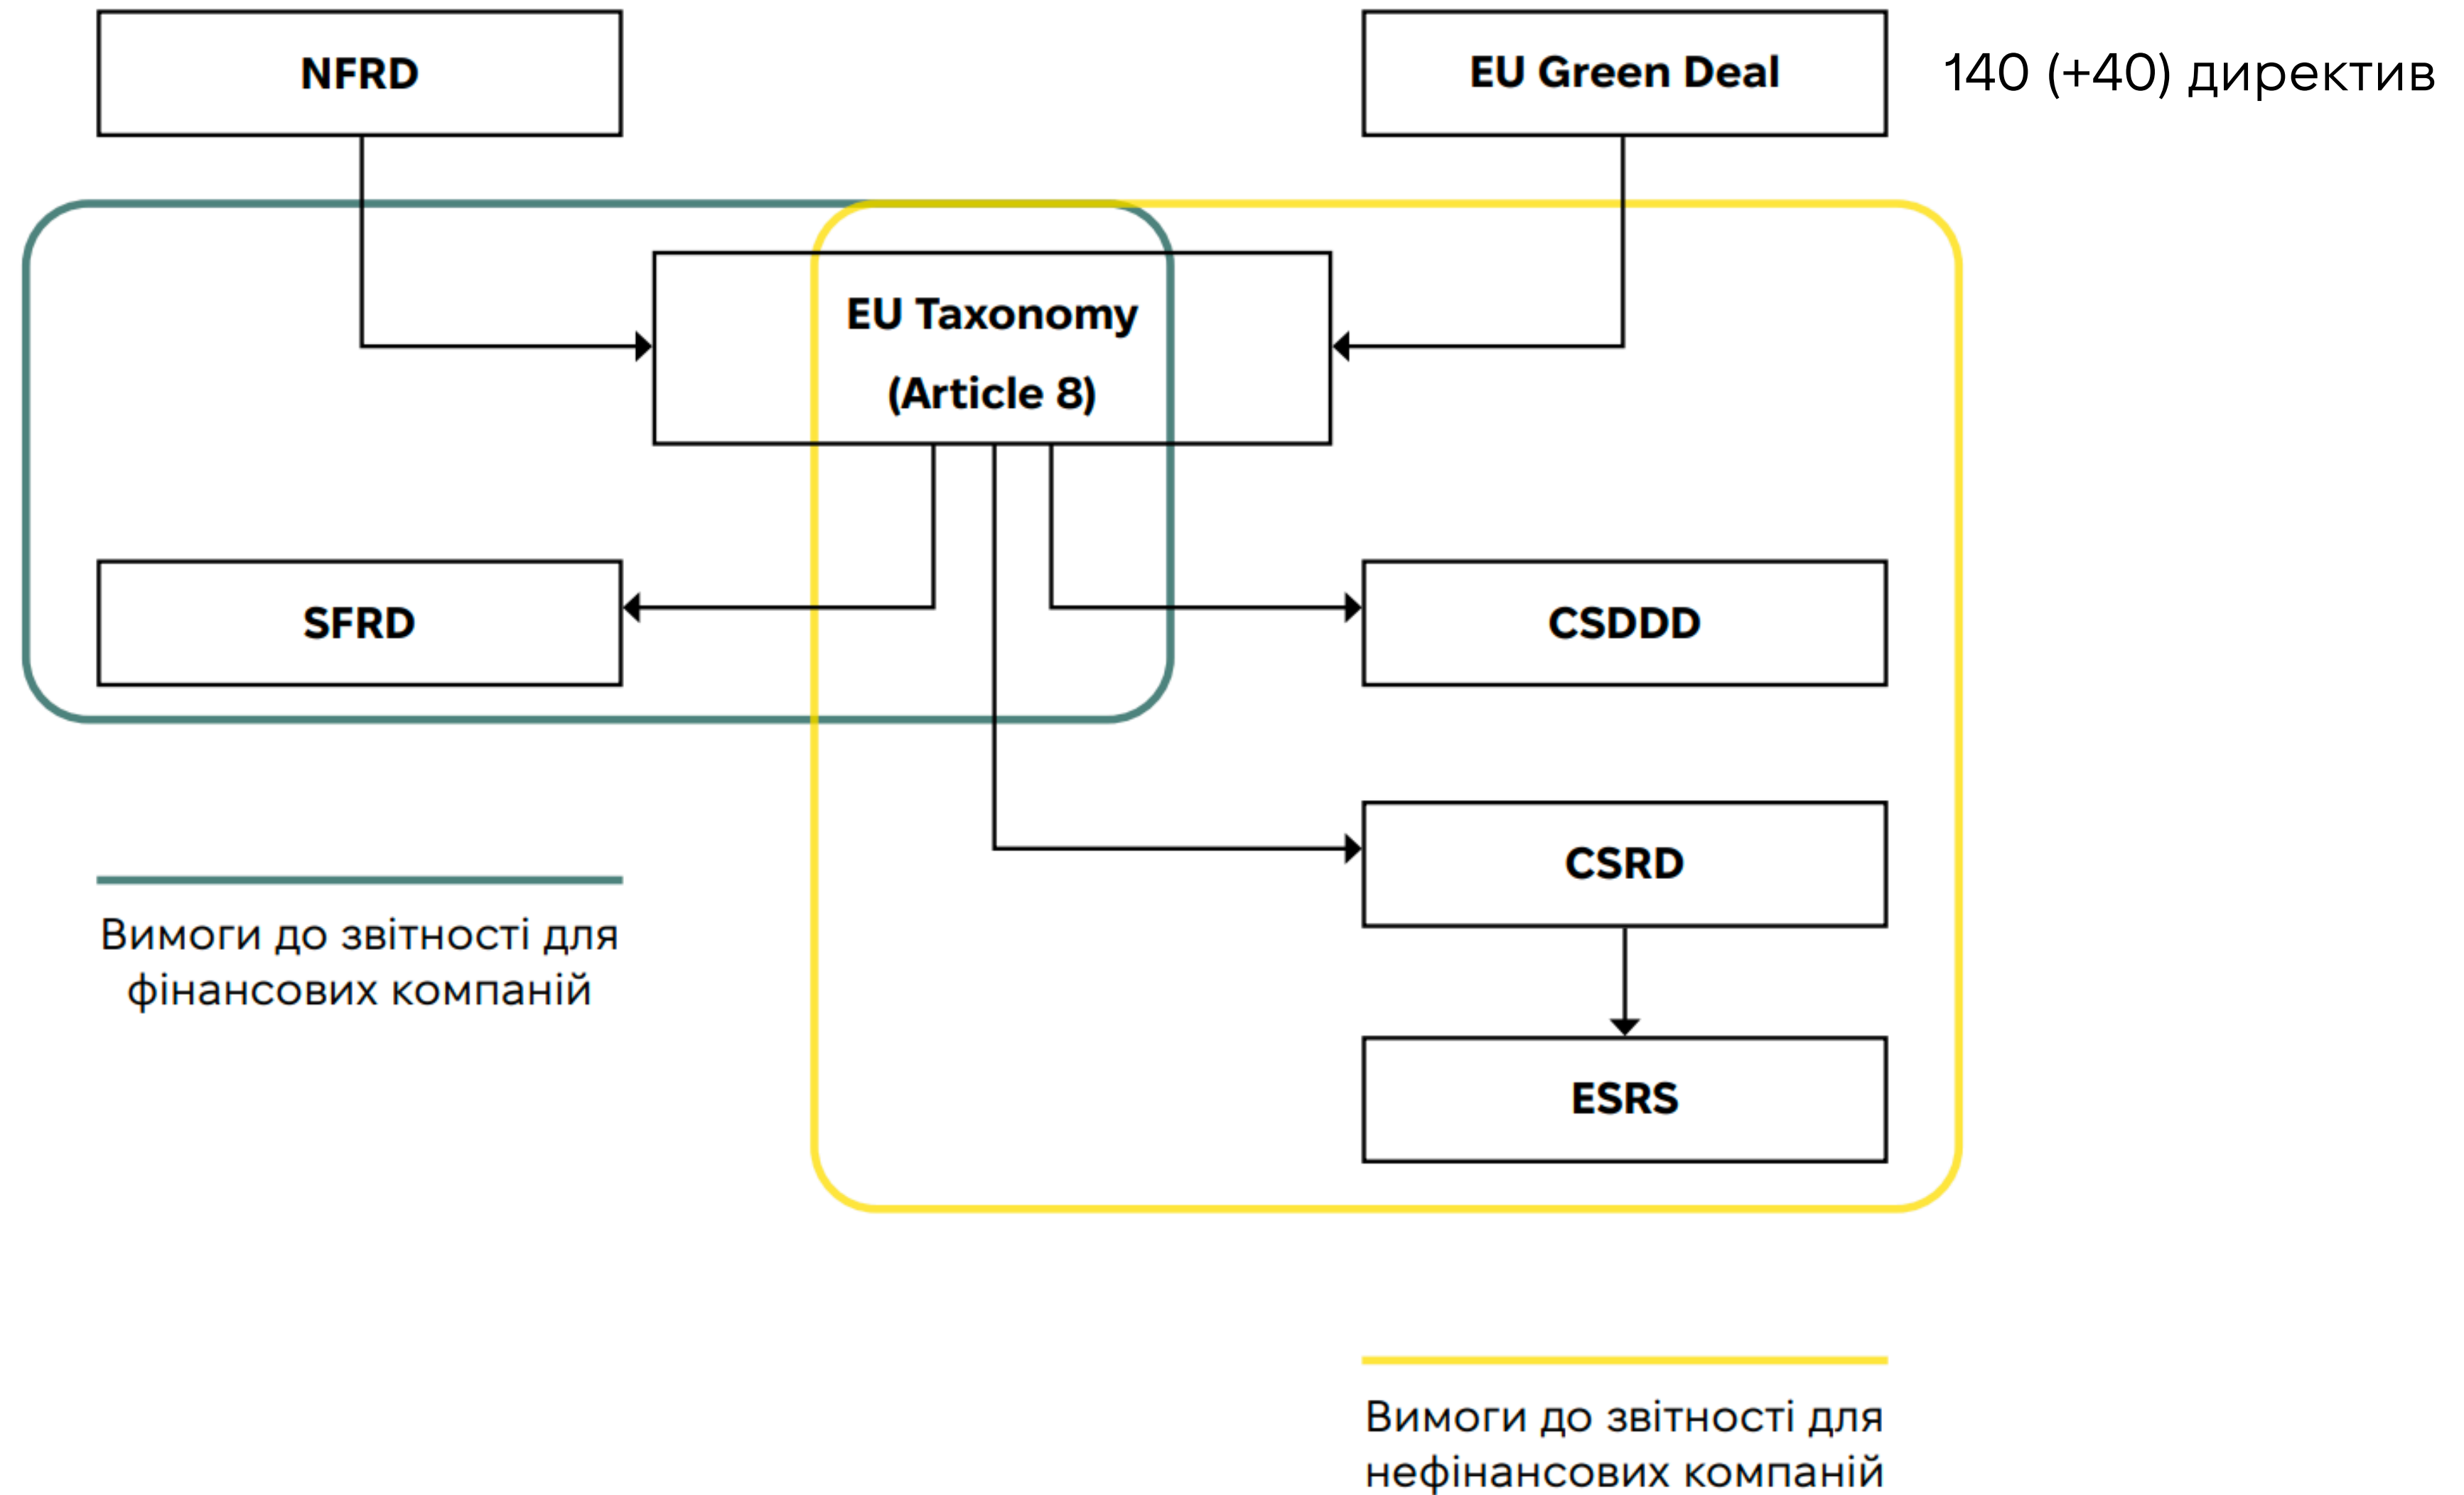 NFRD
EU Green Deal
140 (+40) директив
EU Taxonomy
(Article 8)
SFRD
CSDDD
CSRD
Вимоги до звітності для
фінансових компаній
ESRS
Вимоги до звітності для
нефінансових компаній